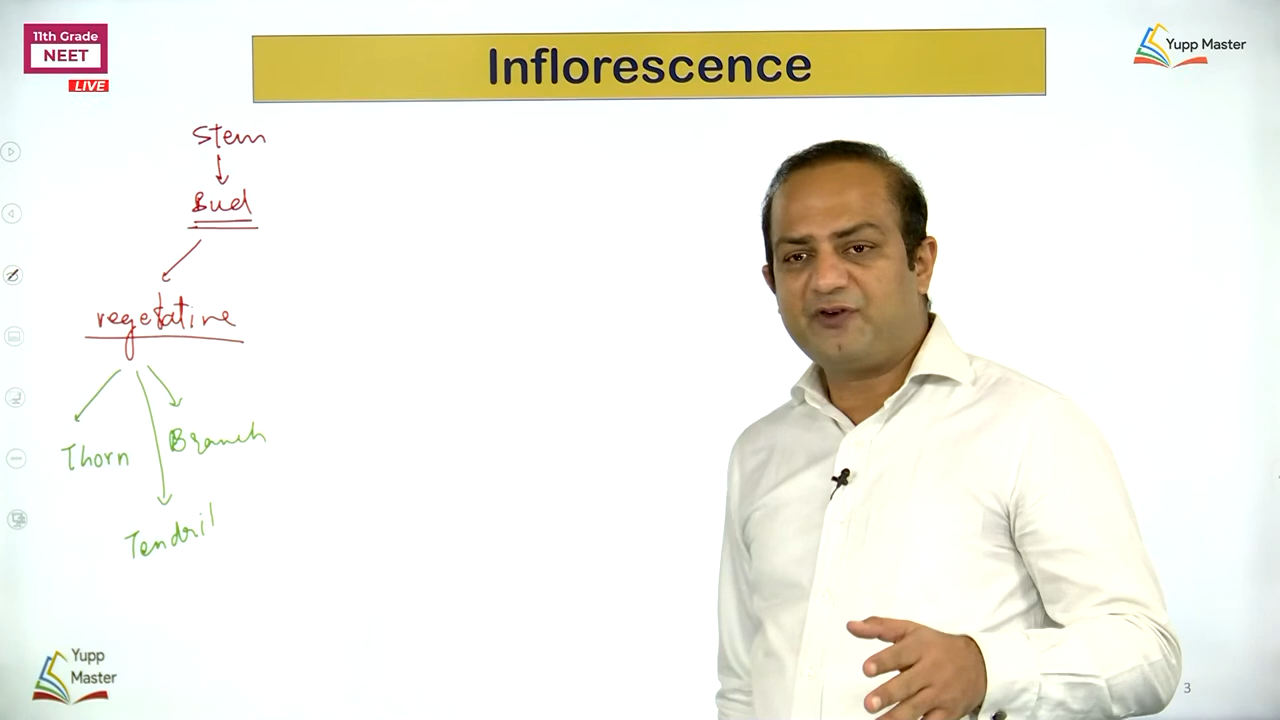 11th Grade
NEET
LIVE
Inflorescence
Yupp Master
Stem
Bud
vegetative
Thorn
Branch
Tendril
Yupp
Master
3